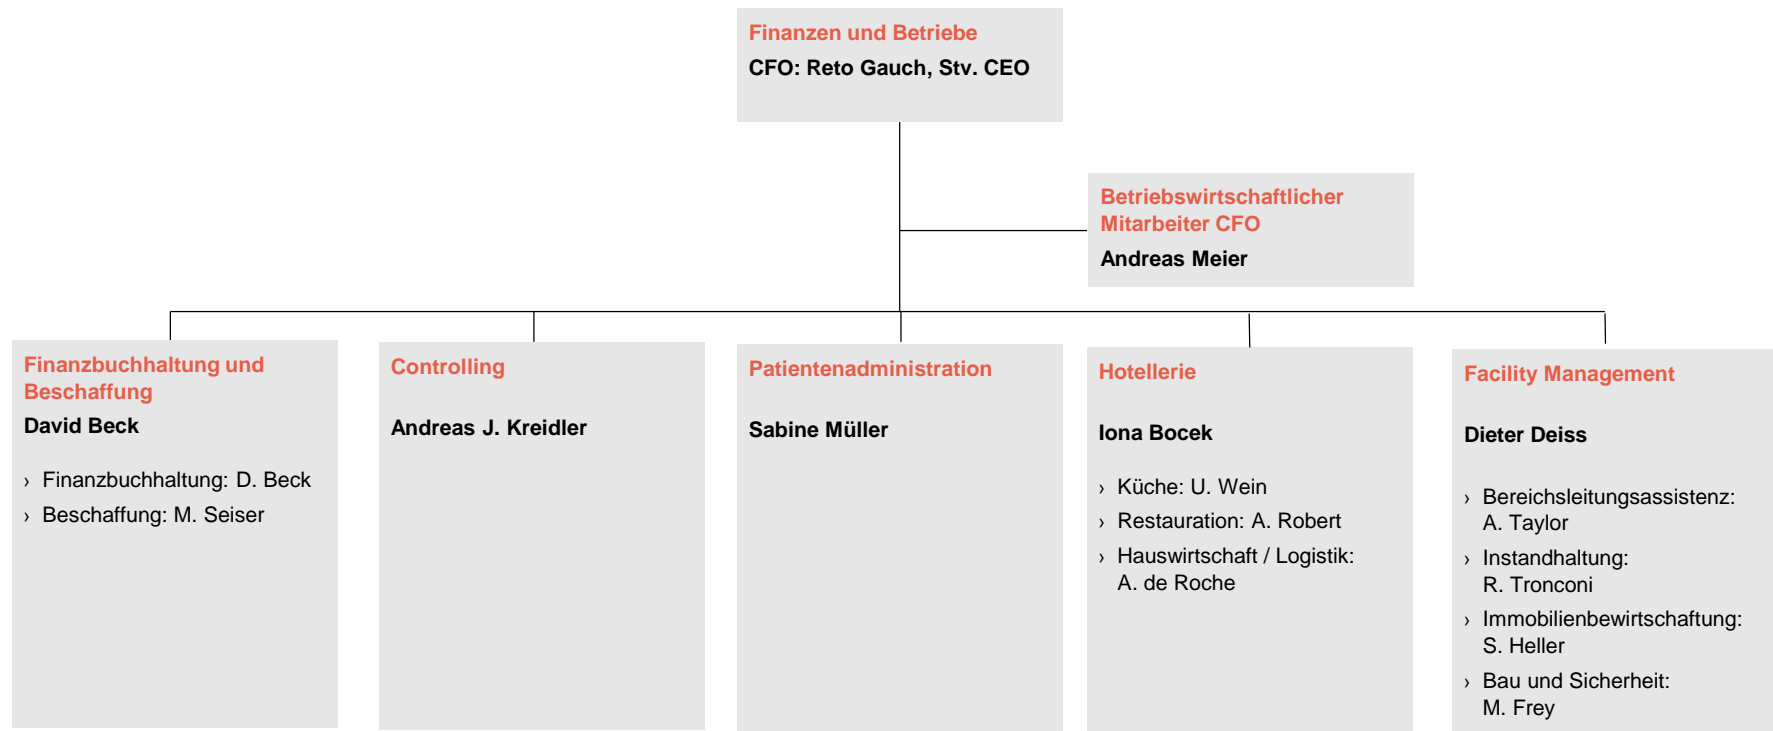 Finanzen und Betriebe
CFO: Reto Gauch, Stv. CEO
Betriebswirtschaftlicher
Mitarbeiter CFO
Andreas Meier
Finanzbuchhaltung und
Beschaffung
David Beck
› Finanzbuchhaltung: D. Beck
› Beschaffung: M. Seiser
Controlling
Andreas J. Kreidler
Patientenadministration
Sabine Müller
Hotellerie
Iona Bocek
› Küche: U. Wein
› Restauration: A. Robert
› Hauswirtschaft / Logistik:
A. de Roche
Facility Management
Dieter Deiss
› Bereichsleitungsassistenz:
A. Taylor
› Instandhaltung:
R. Tronconi
› Immobilienbewirtschaftung:
S. Heller
› Bau und Sicherheit:
M. Frey